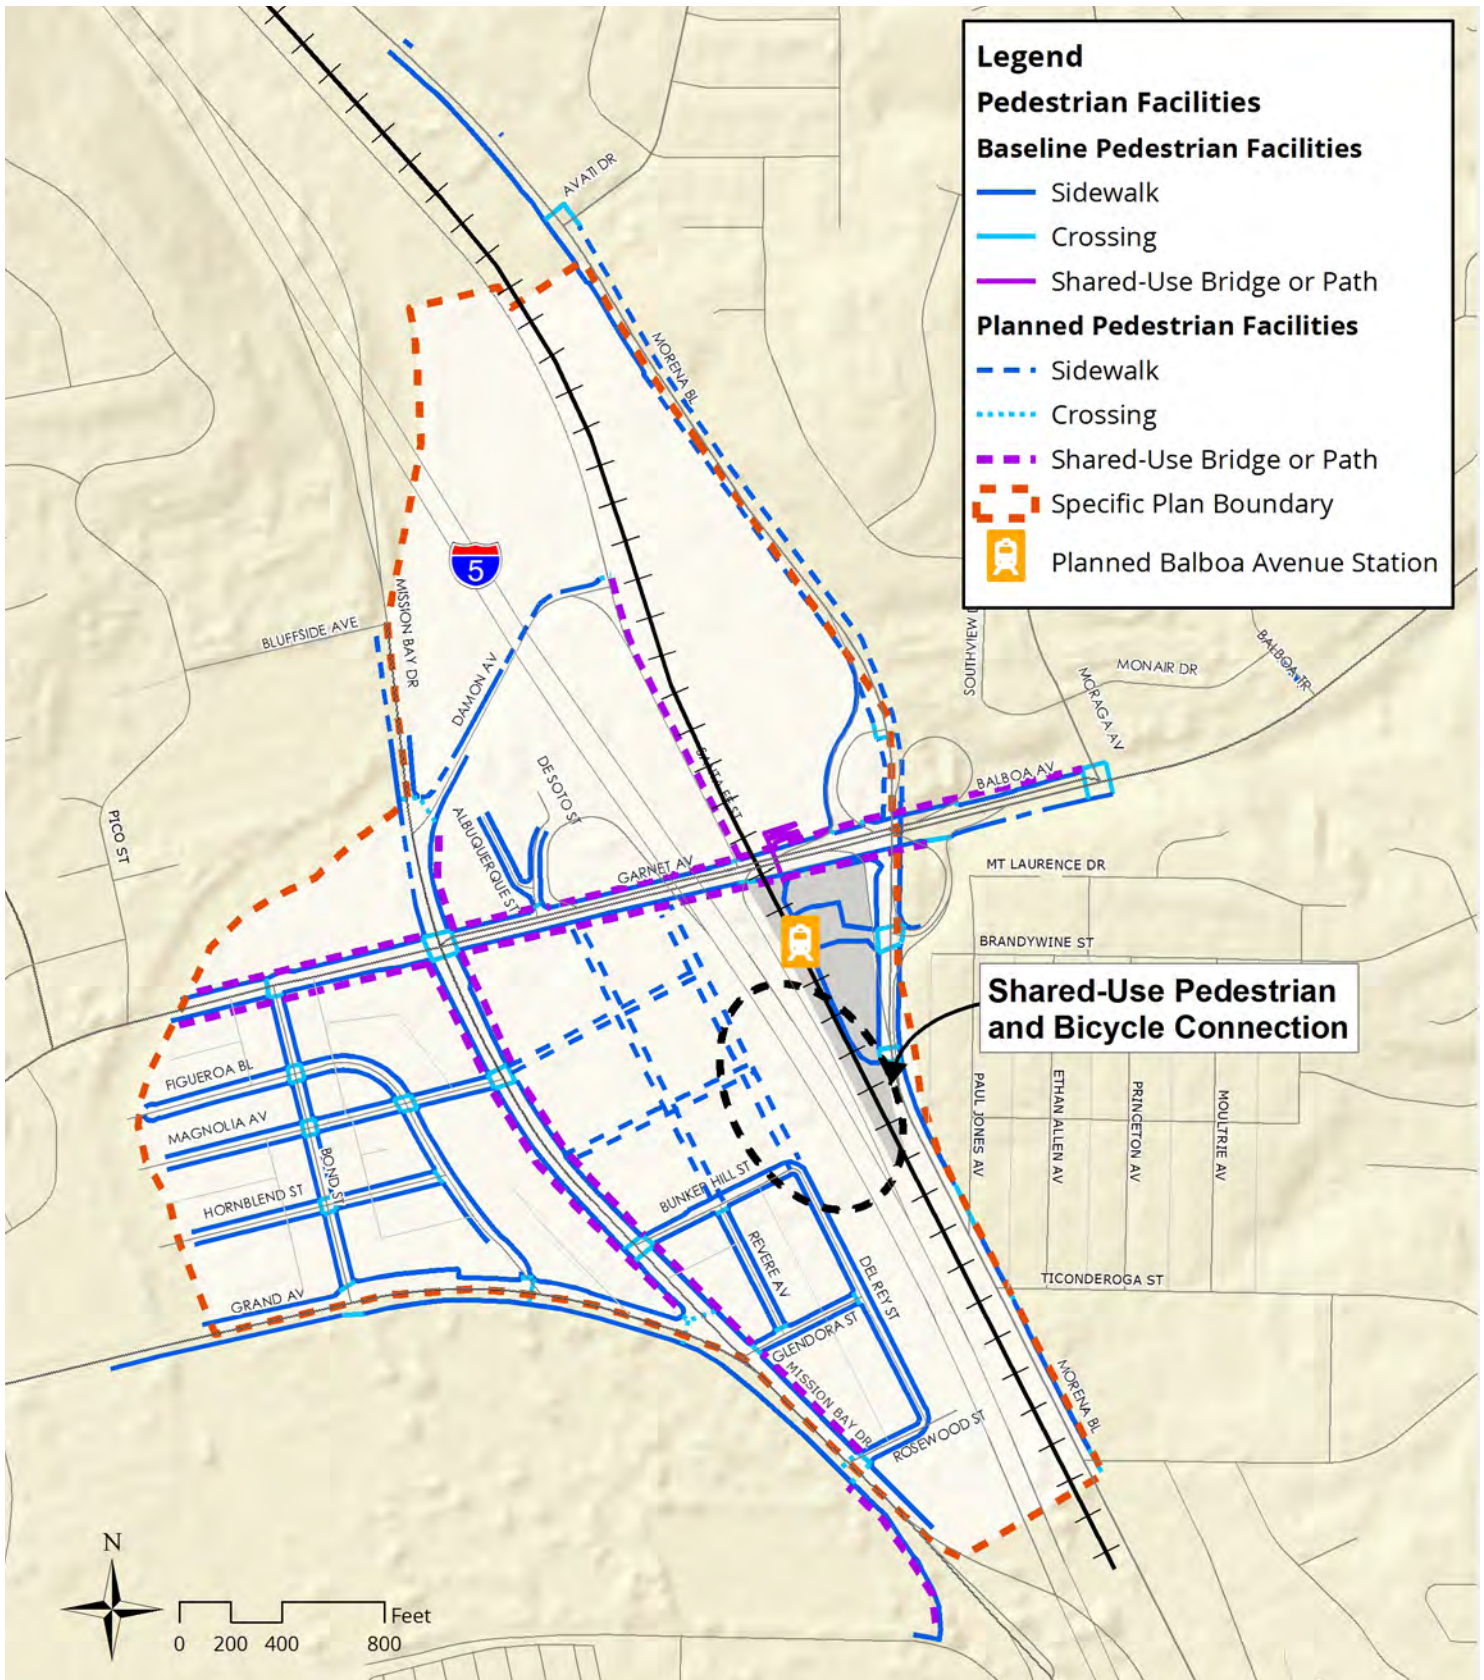 Legend
Pedestrian Facilities
Baseline Pedestrian Facilities
Sidewalk
Crossing
Shared-Use Bridge or Path
Planned Pedestrian Facilities
Sidewalk
Crossing
Shared-Use Bridge or Path
Specific Plan Boundary
Planned Balboa Avenue Station
AVATI DR
MORENA BL
5
BLUFFSIDE AVE
MISSION BAY DR
DAMON AV
SOUTHVIEW D
BALBOA TR
MONAIR DR
MORAGA AV
SANTA FE ST
DE SOTO ST
BALBOA AV
PICO ST
ALBUQUERQUE ST
GARNET AV
MT LAURENCE DR
BRANDYWINE ST
Shared-Use Pedestrian
and Bicycle Connection
FIGUEROA BL
MAGNOLIA AV
BOND ST
HORNBLEND ST
GRAND AV
PAUL JONES AV
ETHAN ALLEN AV
PRINCETON AV
MOULTRIE AV
BUNKER HILL ST
REVERE AV
DEL REY ST
TICONDEROGA ST
GLENDORA ST
MISSION BAY DR
MORENA BL
ROSEWOOD ST
N
Feet
0 200 400 800